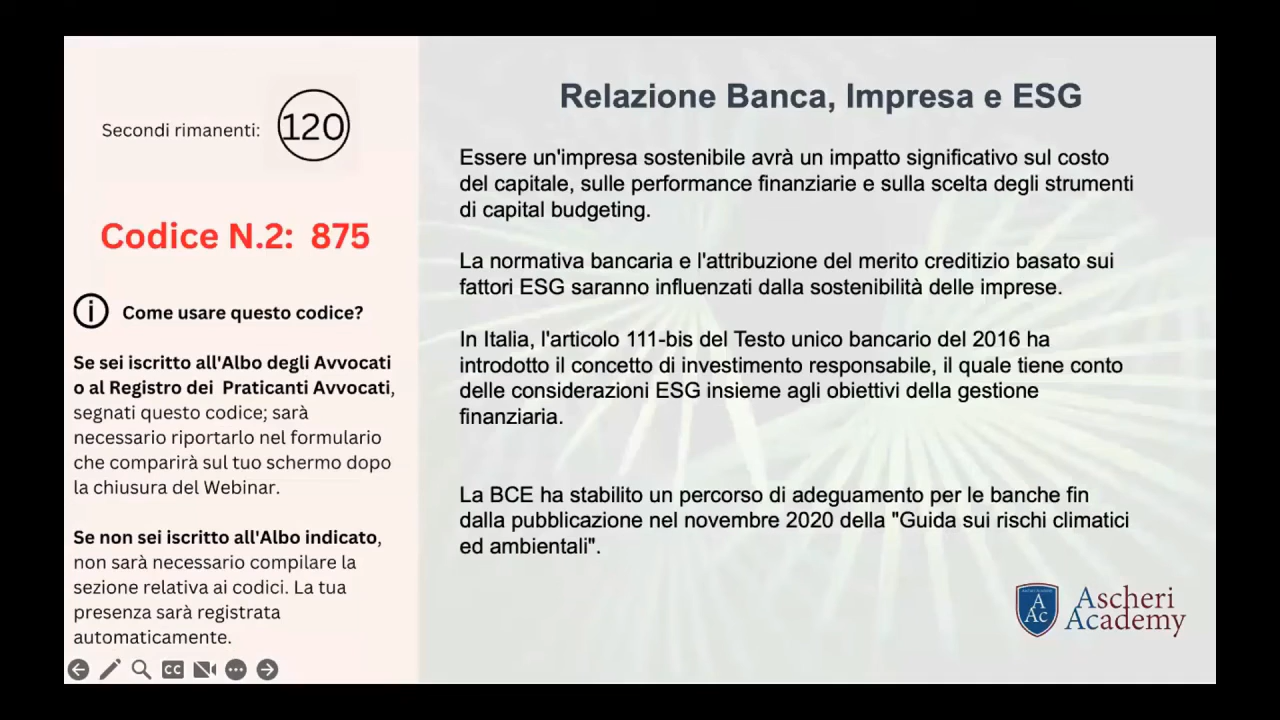 Secondi rimanenti: 120
Codice N.2: 875
i Come usare questo codice?
Se sei iscritto all'Albo degli Avvocati
o al Registro dei Praticanti Avvocati,
segnati questo codice; sarà
necessario riportarlo nel formulario
che comparirà sul tuo schermo dopo
la chiusura del Webinar.
Se non sei iscritto all'Albo indicato,
non sarà necessario compilare la
sezione relativa ai codici. La tua
presenza sarà registrata
automaticamente.
CC
Relazione Banca, Impresa e ESG
Essere un'impresa sostenibile avrà un impatto significativo sul costo
del capitale, sulle performance finanziarie e sulla scelta degli strumenti
di capital budgeting.
La normativa bancaria e l'attribuzione del merito creditizio basato sui
fattori ESG saranno influenzati dalla sostenibilità delle imprese.
In Italia, l'articolo 111-bis del Testo unico bancario del 2016 ha
introdotto il concetto di investimento responsabile, il quale tiene conto
delle considerazioni ESG insieme agli obiettivi della gestione
finanziaria.
La BCE ha stabilito un percorso di adeguamento per le banche fin
dalla pubblicazione nel novembre 2020 della "Guida sui rischi climatici
ed ambientali".
A
Ac
Ascheri
Academy